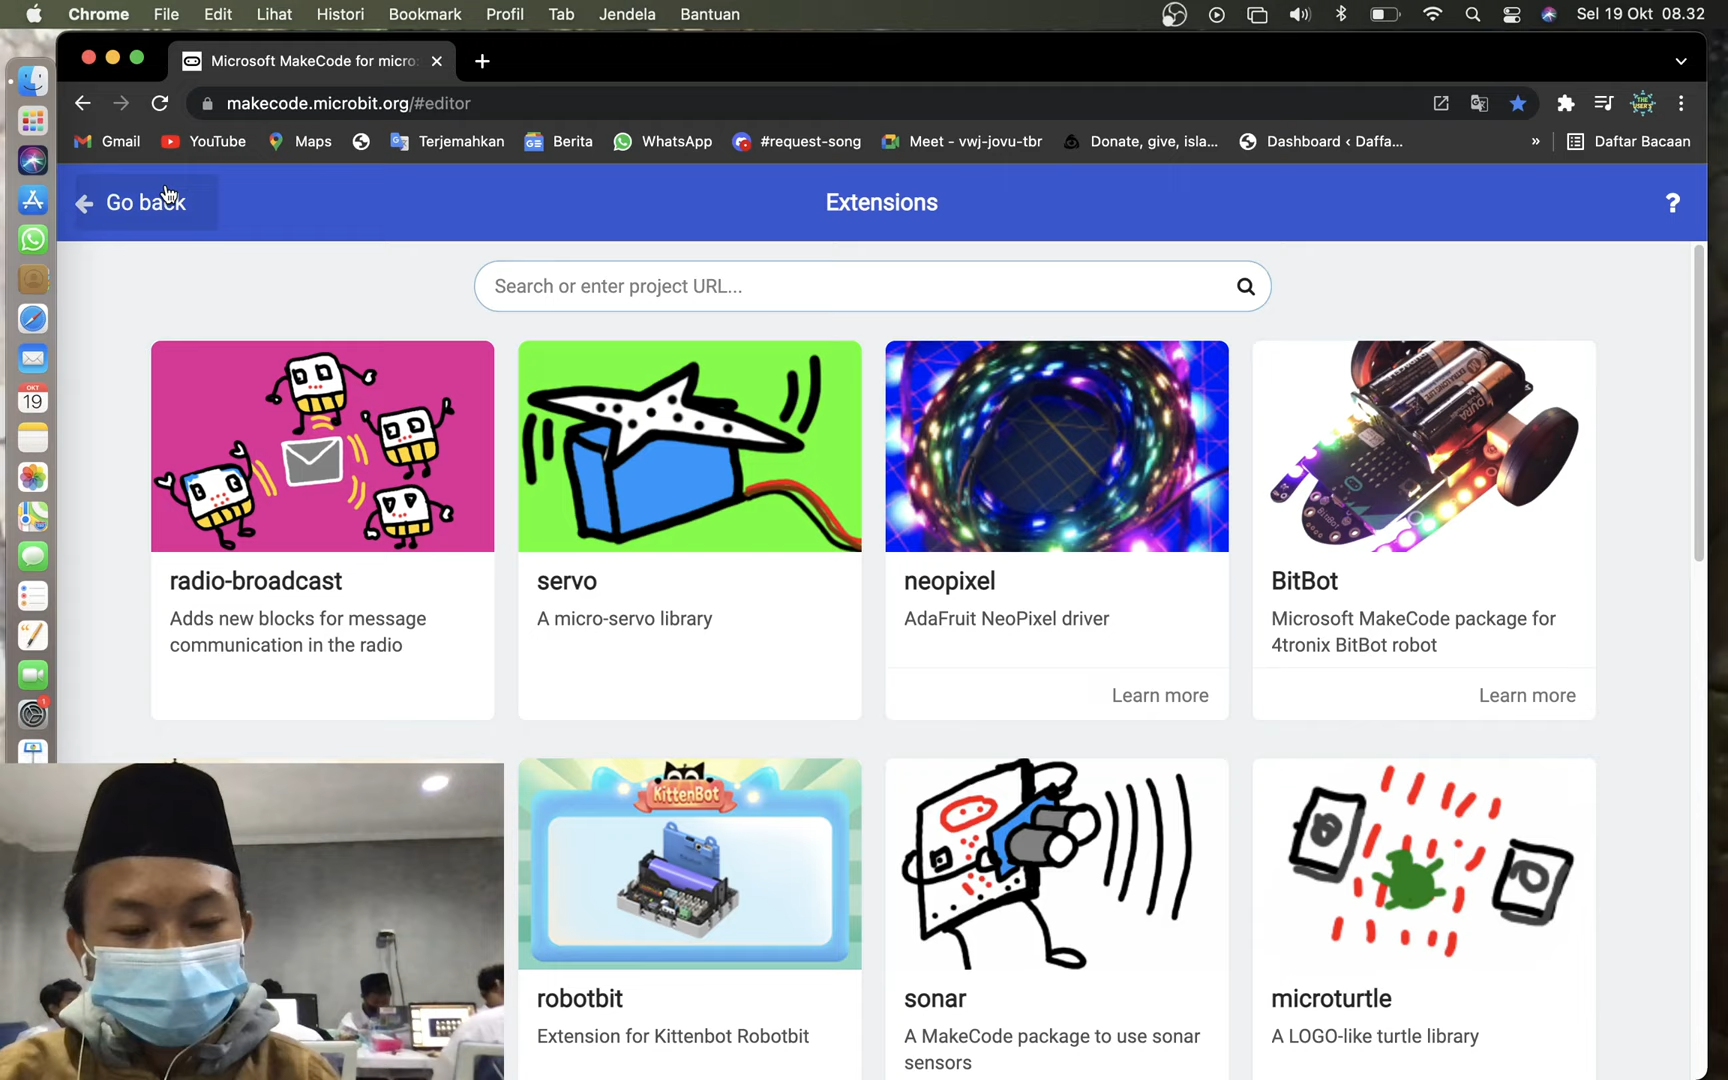 Chrome File Edit Lihat Histori Bookmark Profil Tab Jendela Bantuan Sel 19 Okt 08.32
Microsoft MakeCode for micro:
makecode.microbit.org/#editor
Gmail YouTube Maps Terjemahkan Berita WhatsApp #request-song Meet - vwj-jovu-tbr Donate, give, isla... Dashboard < Daffa... » Daftar Bacaan
Go back Extensions ?
Search or enter project URL...
OKT
19
1
radio-broadcast
Adds new blocks for message
communication in the radio
servo
A micro-servo library
neopixel
AdaFruit NeoPixel driver
Learn more
BitBot
Microsoft MakeCode package for
4tronix BitBot robot
Learn more
KittenBot
robotbit
Extension for Kittenbot Robotbit
sonar
A MakeCode package to use sonar
sensors
microturtle
A LOGO-like turtle library